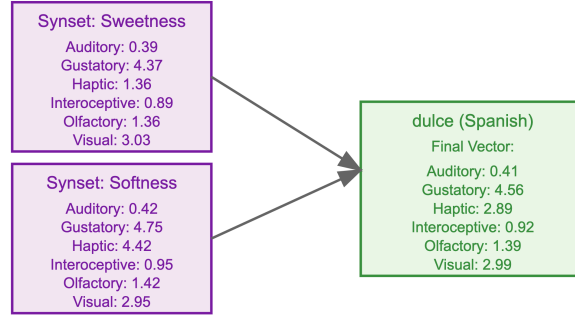 Synset: Sweetness
Auditory: 0.39
Gustatory: 4.37
Haptic: 1.36
Interoceptive: 0.89
Olfactory: 1.36
Visual: 3.03
Synset: Softness
Auditory: 0.42
Gustatory: 4.75
Haptic: 4.42
Interoceptive: 0.95
Olfactory: 1.42
Visual: 2.95
dulce (Spanish)
Final Vector:
Auditory: 0.41
Gustatory: 4.56
Haptic: 2.89
Interoceptive: 0.92
Olfactory: 1.39
Visual: 2.99